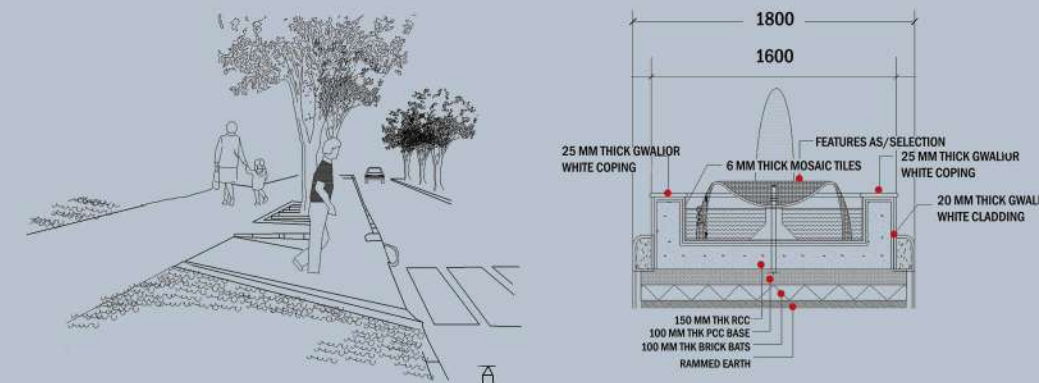 1800
1600
FEATURES AS/SELECTION
25 MM THICK GWALIOR
WHITE COPING
6 MM THICK MOSAIC TILES
25 MM THICK GWALIOR
WHITE COPING
20 MM THICK GWALI
WHITE CLADDING
150 MM THK RCC
100 MM THK PCC BASE
100 MM THK BRICK BATS
RAMMED EARTH